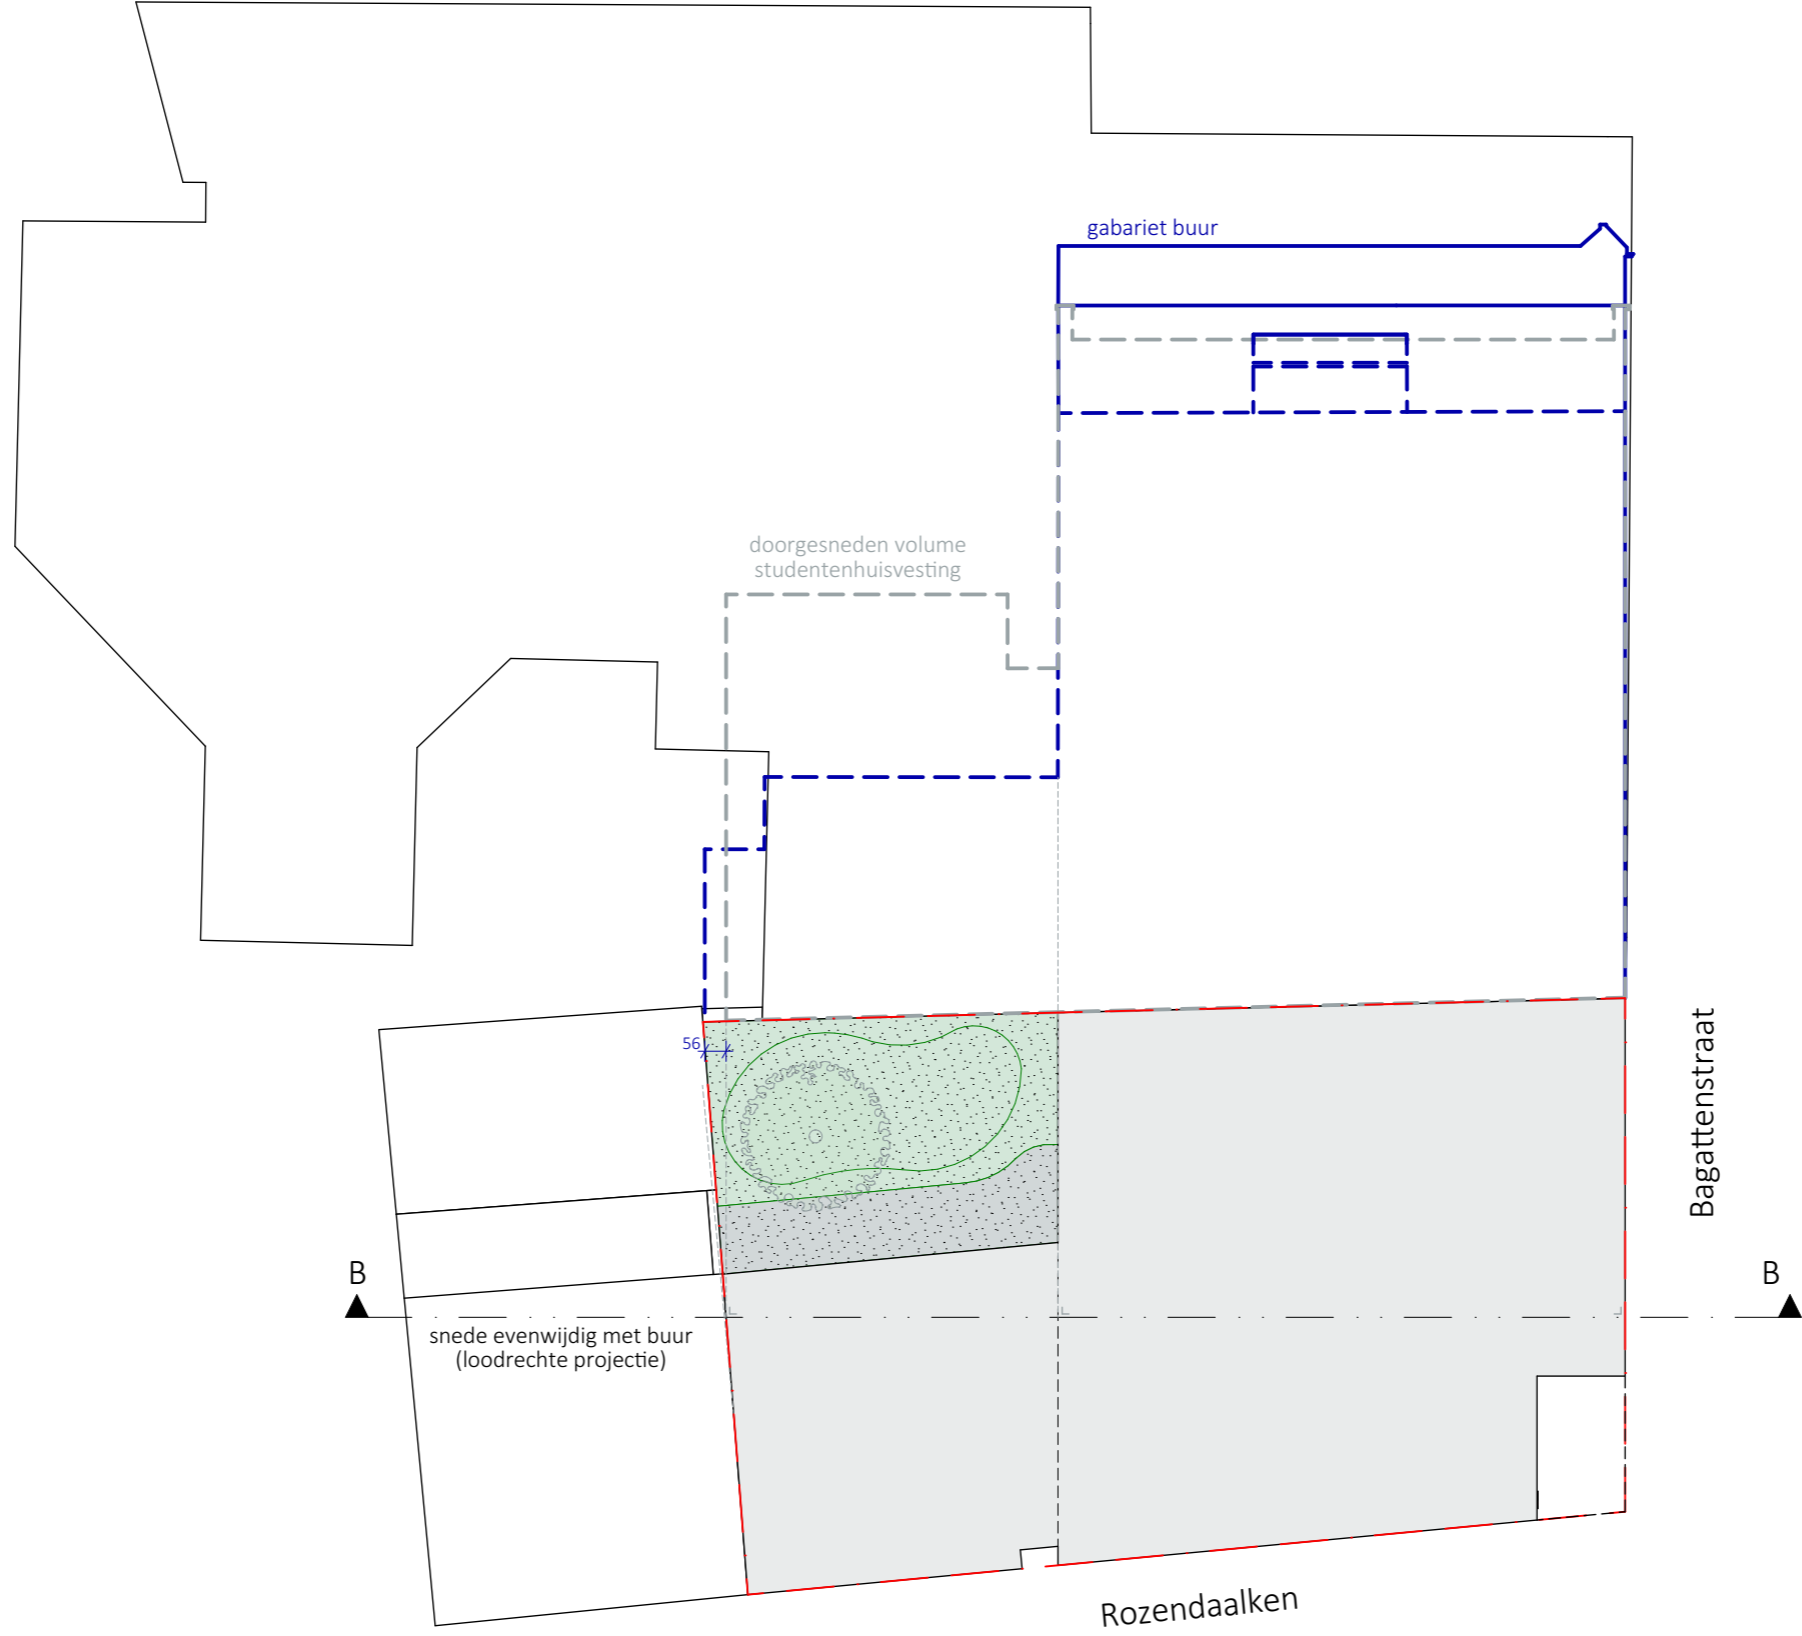 gabariet buur
doorgesneden volume
studentenhuisvesting
56
Bagattenstraat
B
B
snede evenwijdig met buur
(loodrechte projectie)
Rozendaalken